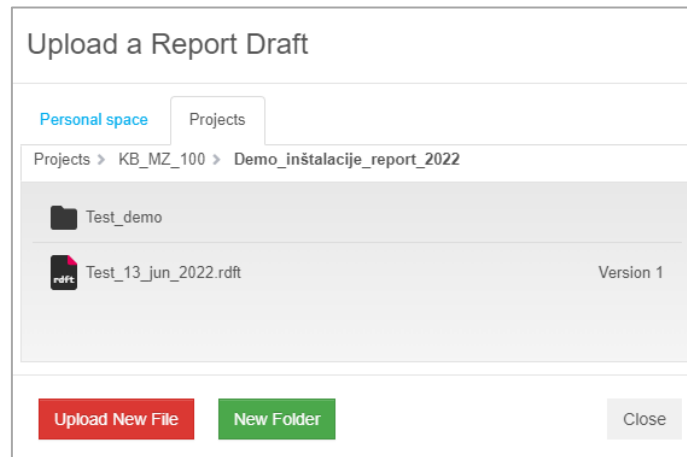 Upload a Report Draft
Personal space Projects
Projects > KB_MZ_100 > Demo_inštalacije_report_2022
Test_demo
rdft Test_13_jun_2022.rdft Version 1
Upload New File New Folder Close